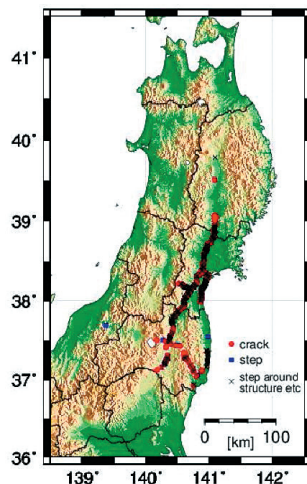 41°
40°
39°
38°
37°
36°
crack
step
step around
structure etc
0 100
[km]
139° 140° 141° 142°